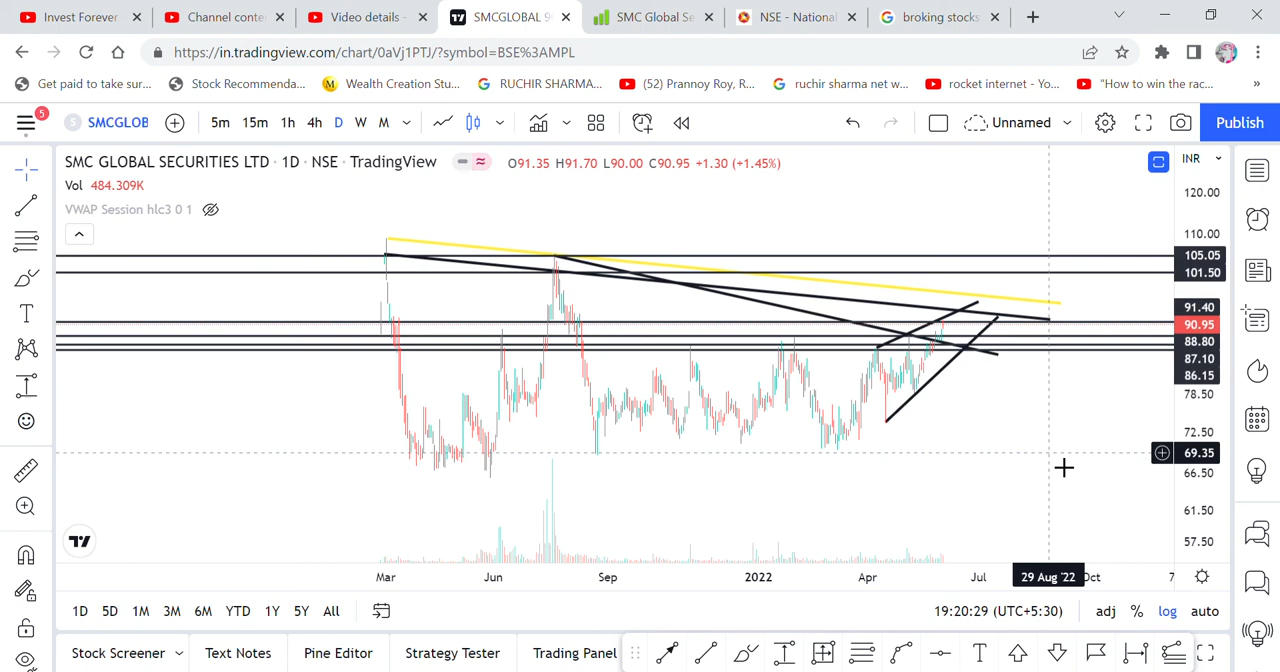 Invest Forever
Channel conte
Video details -
SMCGLOBAL 9
SMC Global Se
NSE - National
broking stocks
https://in.tradingview.com/chart/0aVj1PTJ/?symbol=BSE%3AMPL
Get paid to take sur...
Stock Recommenda...
Wealth Creation Stu...
RUCHIR SHARMA...
(52) Prannoy Roy, R...
ruchir sharma net w...
rocket internet - Yo...
"How to win the rac...
»
5
S SMCGLOB
5m 15m 1h 4h D W M
Unnamed
Publish
SMC GLOBAL SECURITIES LTD · 1D · NSE · TradingView
O91.35 H91.70 L90.00 C90.95 +1.30 (+1.45%)
INR
Vol 484.309K
VWAP Session hlc3 0 1
120.00
110.00
105.05
101.50
91.40
90.95
88.80
87.10
86.15
78.50
72.50
69.35
66.50
61.50
57.50
Mar Jun Sep 2022 Apr Jul 29 Aug '22 Oct 7
1D 5D 1M 3M 6M YTD 1Y 5Y All
19:20:29 (UTC+5:30) adj % log auto
Stock Screener Text Notes Pine Editor Strategy Tester Trading Panel